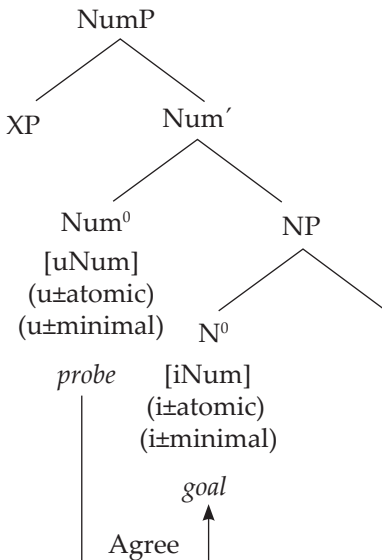 NumP
XP Num′
Num⁰ NP
[uNum]
(u±atomic)
(u±minimal) N⁰
probe [iNum]
(i±atomic)
(i±minimal)
goal
Agree